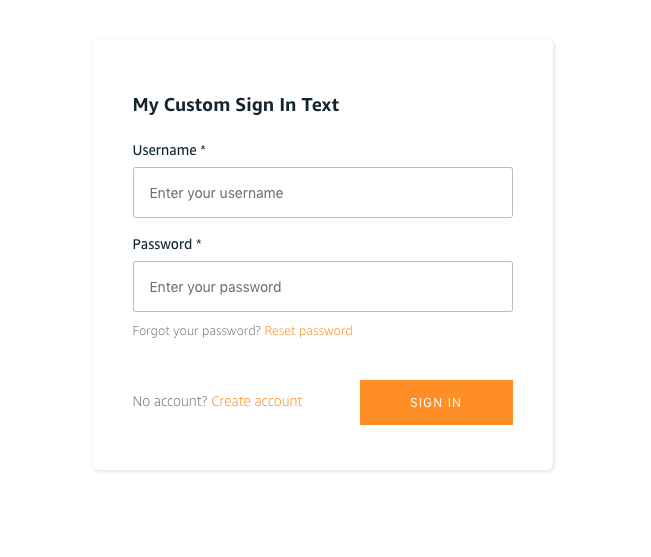 My Custom Sign In Text
Username *
Enter your username
Password *
Enter your password
Forgot your password? Reset password
No account? Create account
SIGN IN